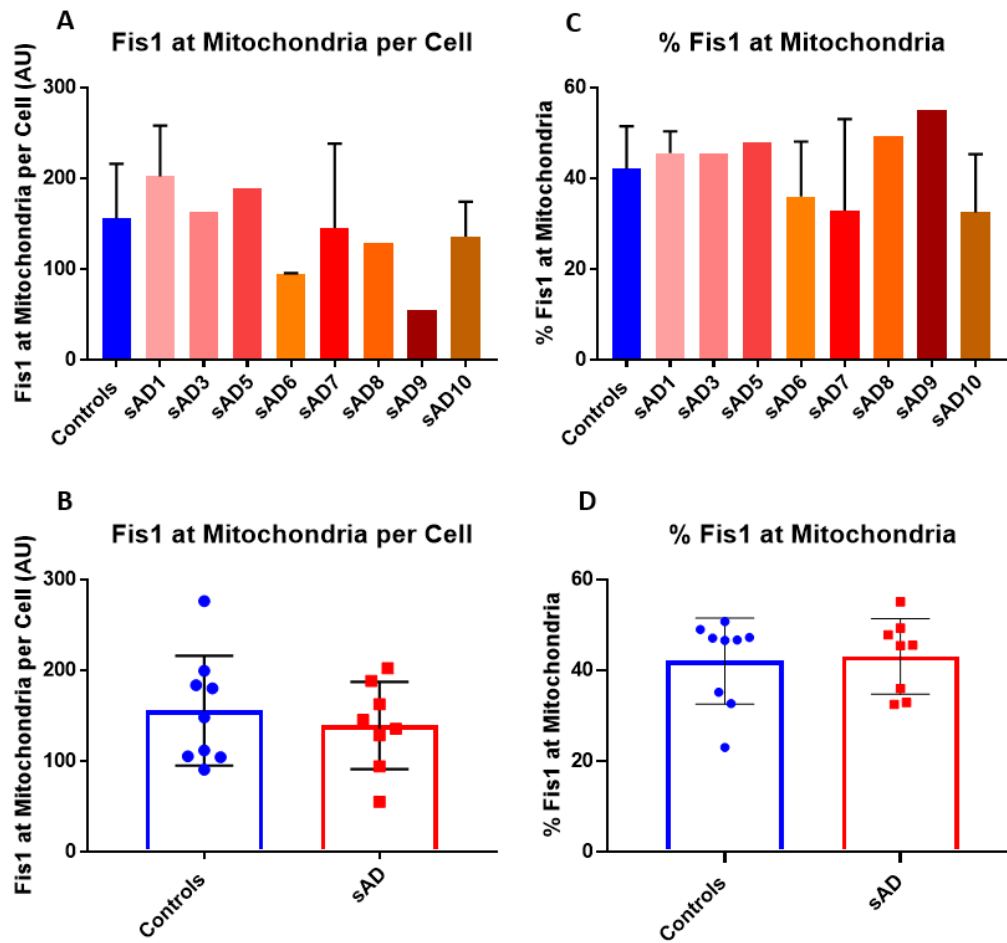 A
Fis1 at Mitochondria per Cell
Fis1 at Mitochondria per Cell (AU)
300
200
100
0
Controls
sAD1
sAD3
sAD5
sAD6
sAD7
sAD8
sAD9
sAD10
C
% Fis1 at Mitochondria
% Fis1 at Mitochondria
60
40
20
0
Controls
sAD1
sAD3
sAD5
sAD6
sAD7
sAD8
sAD9
sAD10
B
Fis1 at Mitochondria per Cell
Fis1 at Mitochondria per Cell (AU)
300
200
100
0
Controls
sAD
D
% Fis1 at Mitochondria
% Fis1 at Mitochondria
60
40
20
0
Controls
sAD